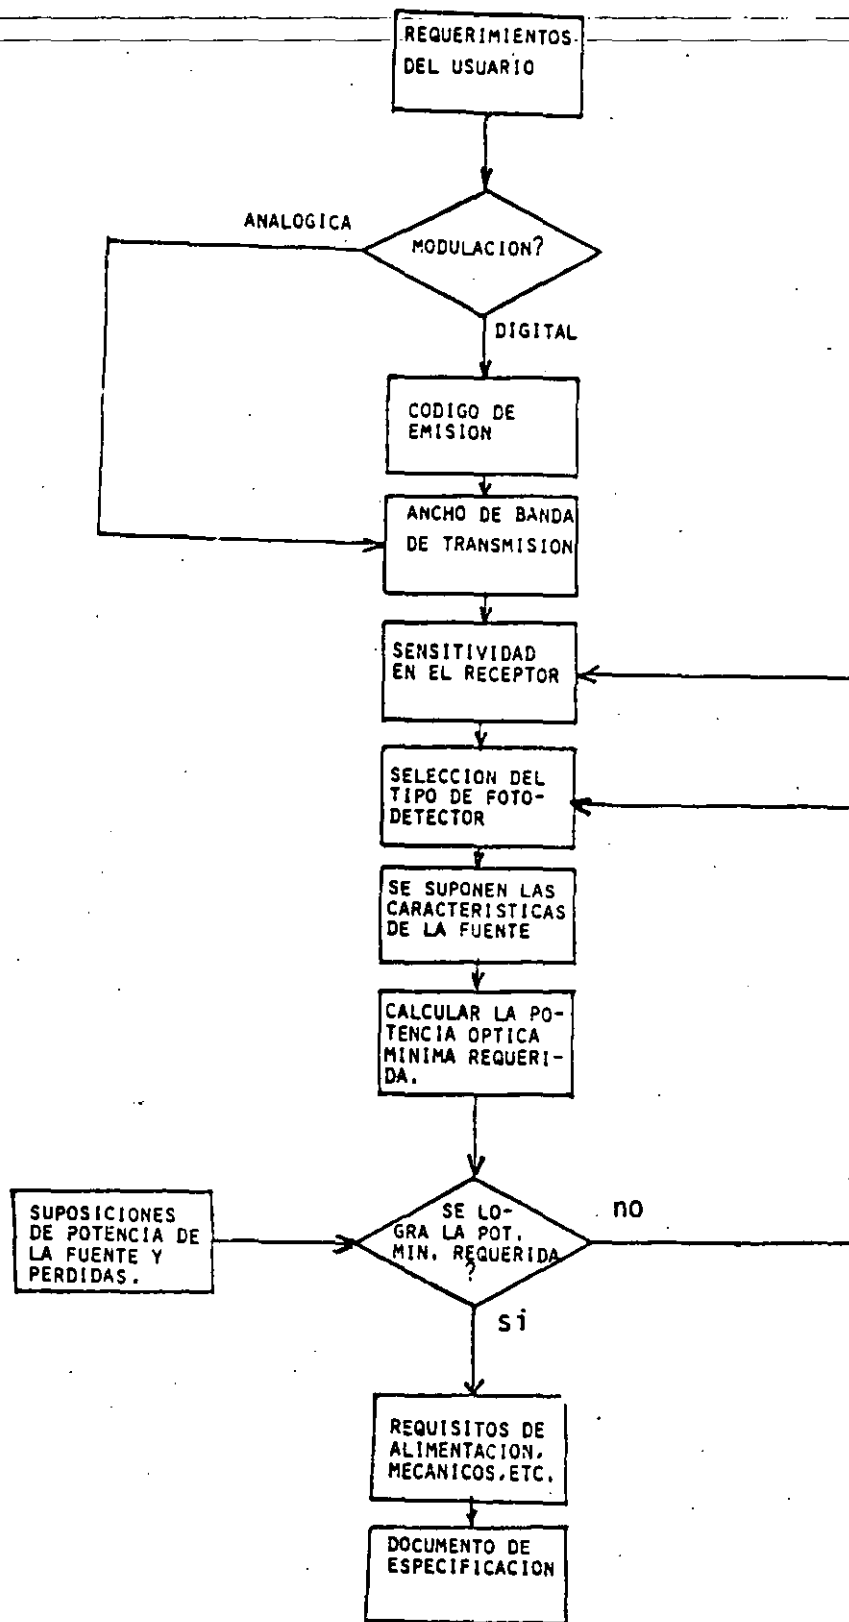 REQUERIMIENTOS
DEL USUARIO
ANALOGICA
MODULACION?
DIGITAL
CODIGO DE
EMISION
ANCHO DE BANDA
DE TRANSMISION
SENSITIVIDAD
EN EL RECEPTOR
SELECCION DEL
TIPO DE FOTO-
DETECTOR
SE SUPONEN LAS
CARACTERISTICAS
DE LA FUENTE
CALCULAR LA PO-
TENCIA OPTICA
MINIMA REQUERI-
DA.
SUPOSICIONES
DE POTENCIA DE
LA FUENTE Y
PERDIDAS.
SE LO-
GRA LA POT.
MIN. REQUERIDA
?
no
si
REQUISITOS DE
ALIMENTACION.
MECANICOS.ETC.
DOCUMENTO DE
ESPECIFICACION